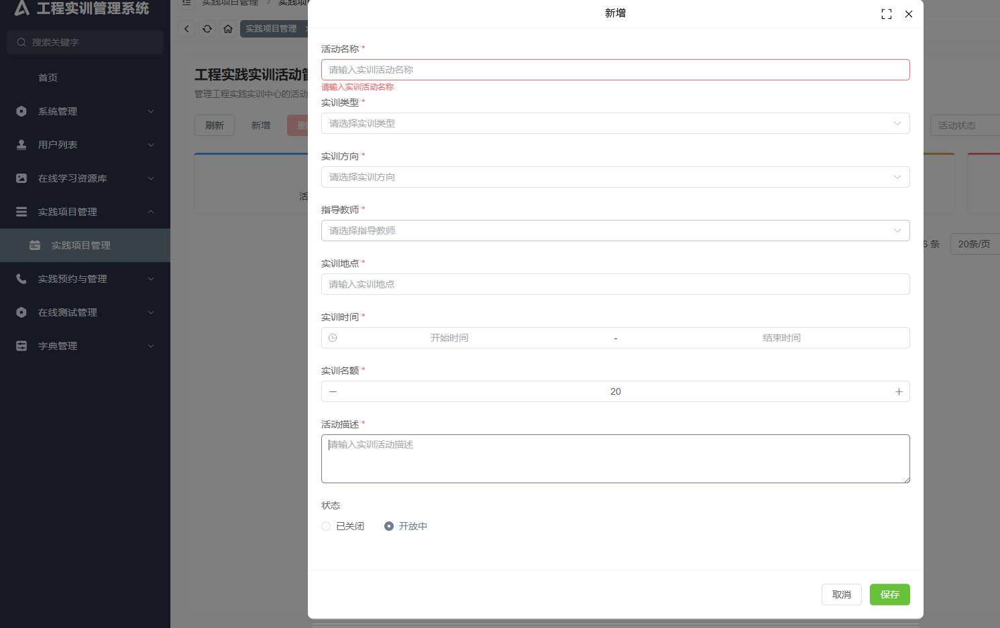 工程实训管理系统
搜索关键字
首页
系统管理
用户列表
在线学习资源库
实践项目管理
实践项目管理
实践预约与管理
在线测试管理
字典管理
实践项目管理 > 实践项
实践项目管理
工程实践实训活动
管理工程实践实训中心的活动
刷新 新增 删
活
活动状态
6 条 20条/页
新增
活动名称 *
请输入实训活动名称
请输入实训活动名称
实训类型 *
请选择实训类型
实训方向 *
请选择实训方向
指导教师 *
请选择指导教师
实训地点 *
请输入实训地点
实训时间 *
开始时间 - 结束时间
实训名额 *
20
活动描述 *
请输入实训活动描述
状态
已关闭 开放中
取消 保存